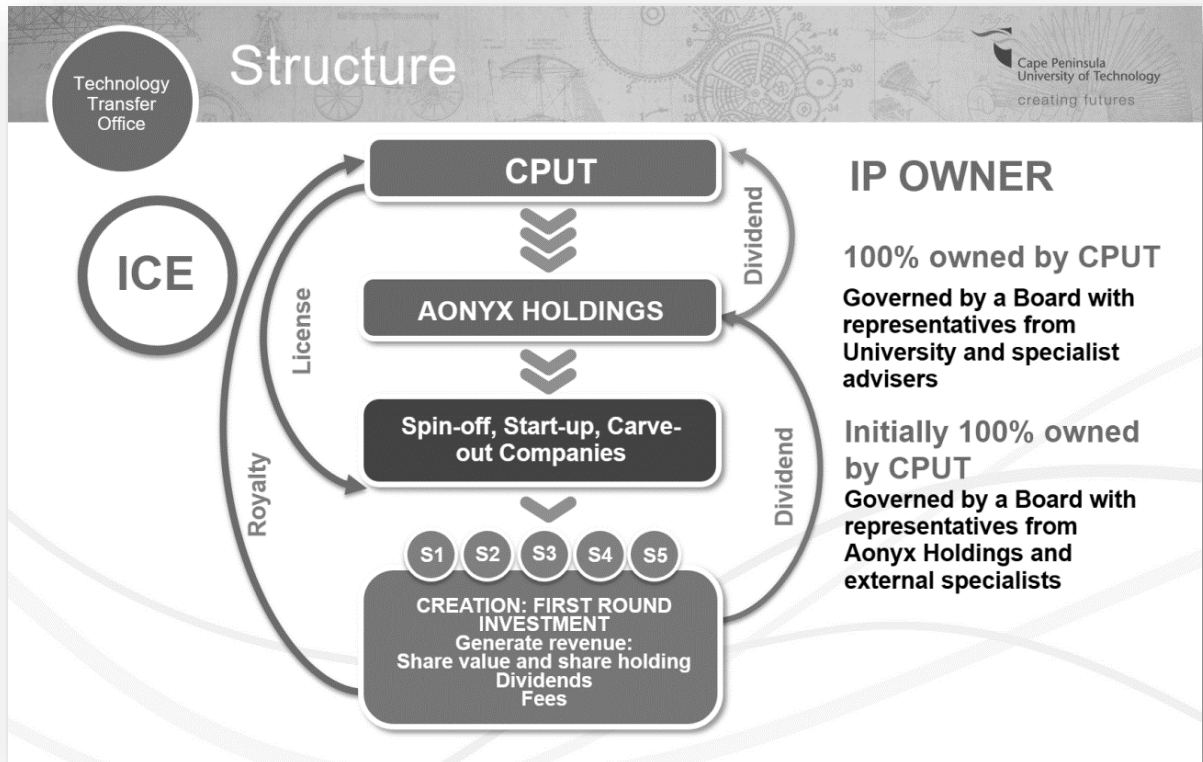 Technology
Transfer
Office
Structure
Cape Peninsula
University of Technology
creating futures
ICE
CPUT
IP OWNER
Dividend
100% owned by CPUT
Governed by a Board with
representatives from
University and specialist
advisers
AONYX HOLDINGS
License
Spin-off, Start-up, Carve-
out Companies
Initially 100% owned
by CPUT
Governed by a Board with
representatives from
Aonyx Holdings and
external specialists
Dividend
Royalty
S1 S2 S3 S4 S5
CREATION: FIRST ROUND
INVESTMENT
Generate revenue:
Share value and share holding
Dividends
Fees